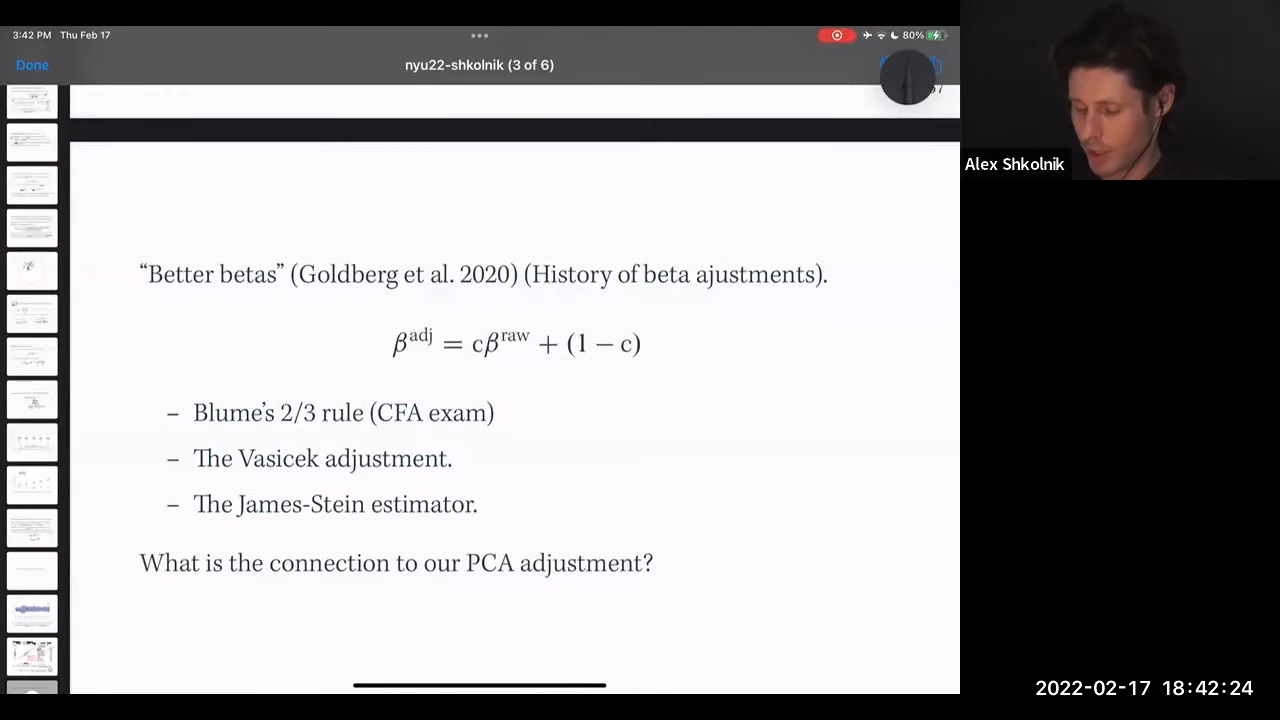 3:42 PM Thu Feb 17
80%
Done
nyu22-shkolnik (3 of 6)
“Better betas” (Goldberg et al. 2020) (History of beta ajustments).
β^adj = cβ^raw + (1 − c)
– Blume’s 2/3 rule (CFA exam)
– The Vasicek adjustment.
– The James-Stein estimator.
What is the connection to our PCA adjustment?
Alex Shkolnik
2022-02-17 18:42:24